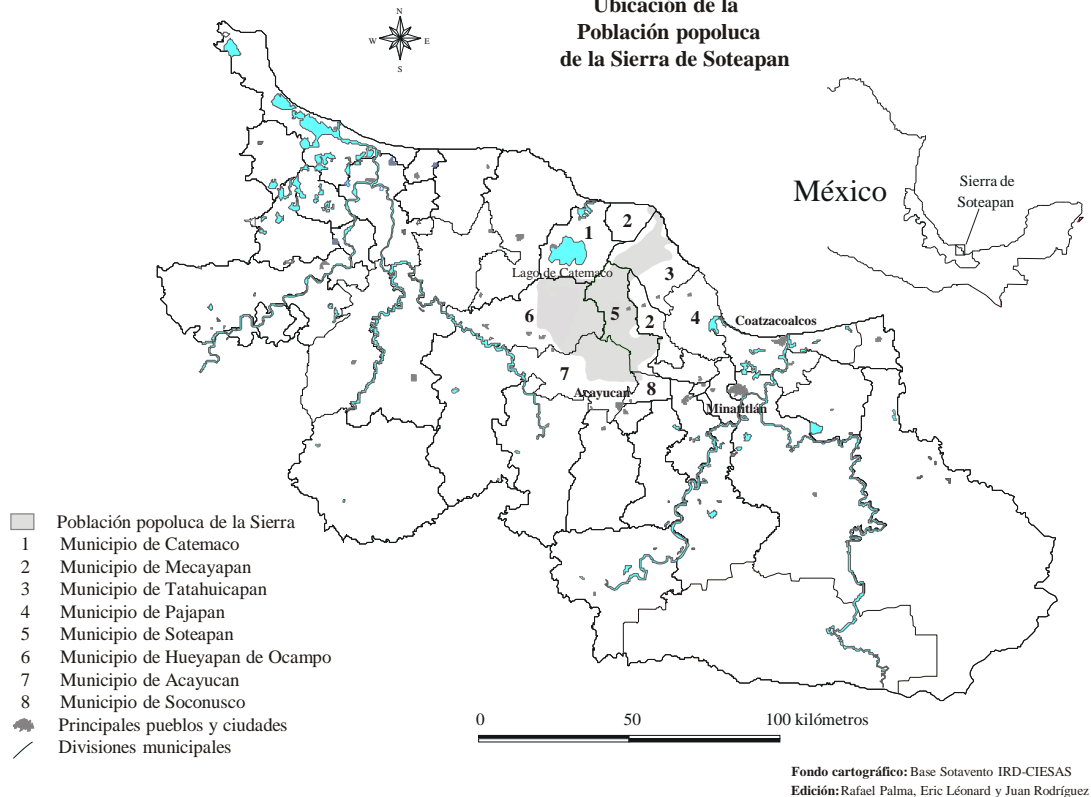 Ubicación de la
Población popoluca
de la Sierra de Soteapan
N
W
E
S
México
Sierra de
Soteapan
1
2
Lago de Catemaco
3
6
5
2
4
Coatzacoalcos
7
Acayucan
8
Minatitlán
Población popoluca de la Sierra
1 Municipio de Catemaco
2 Municipio de Mecayapan
3 Municipio de Tatahuicapan
4 Municipio de Pajapan
5 Municipio de Soteapan
6 Municipio de Hueyapan de Ocampo
7 Municipio de Acayucan
8 Municipio de Soconusco
Principales pueblos y ciudades
Divisiones municipales
0 50 100 kilómetros
Fondo cartográfico: Base Sotavento IRD-CIESAS
Edición: Rafael Palma, Eric Léonard y Juan Rodríguez